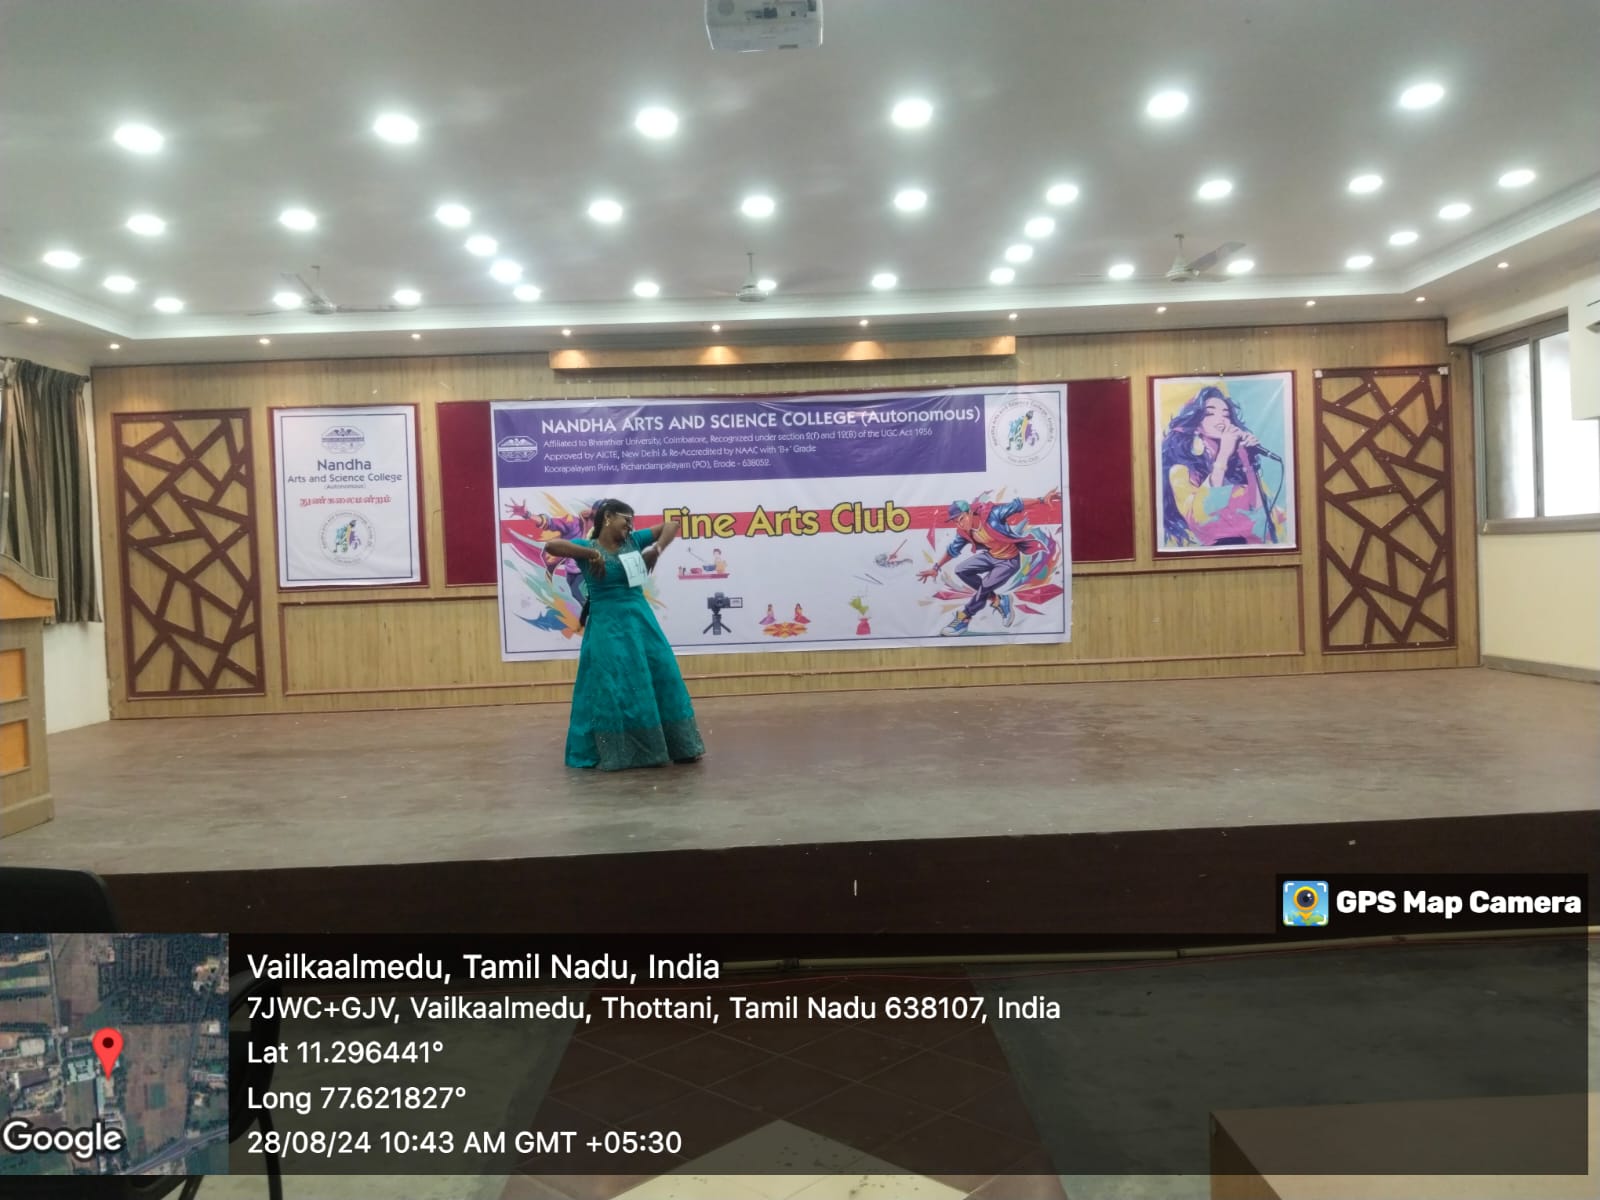 NANDHA ARTS AND SCIENCE COLLEGE (Autonomous)
Affiliated to Bharathiar University, Coimbatore, Recognized under section 2(f) and 12(B) of the UGC Act 1956
Approved by AICTE, New Delhi & Re-Accredited by NAAC with "B+" Grade
Koorapalayam Pirivu, Pichandampalayam (PO), Erode - 638052.
Nandha
Arts and Science College
(Autonomous)
நுண்கலைமன்றம்
Fine Arts Club
GPS Map Camera
Vailkaalmedu, Tamil Nadu, India
7JWC+GJV, Vailkaalmedu, Thottani, Tamil Nadu 638107, India
Lat 11.296441°
Long 77.621827°
28/08/24 10:43 AM GMT +05:30
Google